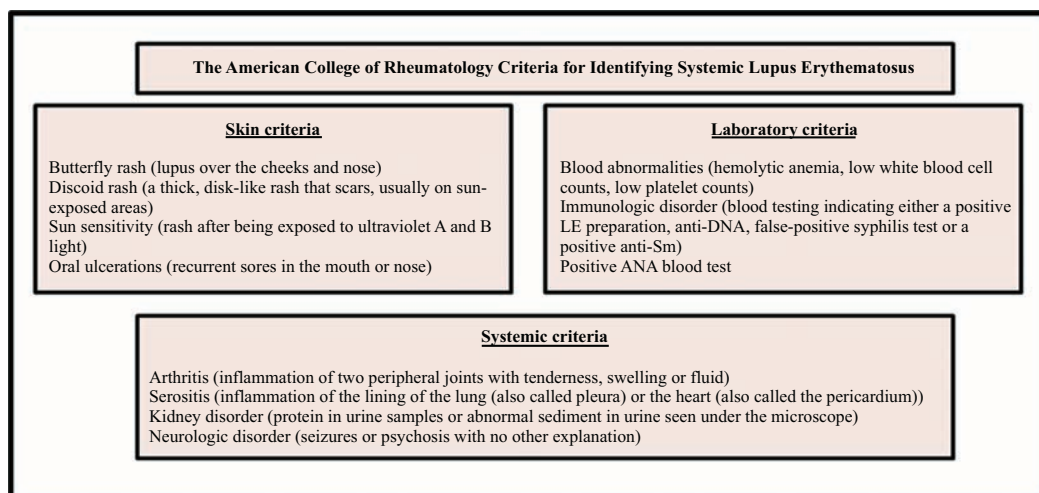 The American College of Rheumatology Criteria for Identifying Systemic Lupus Erythematosus
Skin criteria
Butterfly rash (lupus over the cheeks and nose)
Discoid rash (a thick, disk-like rash that scars, usually on sun-
exposed areas)
Sun sensitivity (rash after being exposed to ultraviolet A and B
light)
Oral ulcerations (recurrent sores in the mouth or nose)
Laboratory criteria
Blood abnormalities (hemolytic anemia, low white blood cell
counts, low platelet counts)
Immunologic disorder (blood testing indicating either a positive
LE preparation, anti-DNA, false-positive syphilis test or a
positive anti-Sm)
Positive ANA blood test
Systemic criteria
Arthritis (inflammation of two peripheral joints with tenderness, swelling or fluid)
Serositis (inflammation of the lining of the lung (also called pleura) or the heart (also called the pericardium))
Kidney disorder (protein in urine samples or abnormal sediment in urine seen under the microscope)
Neurologic disorder (seizures or psychosis with no other explanation)